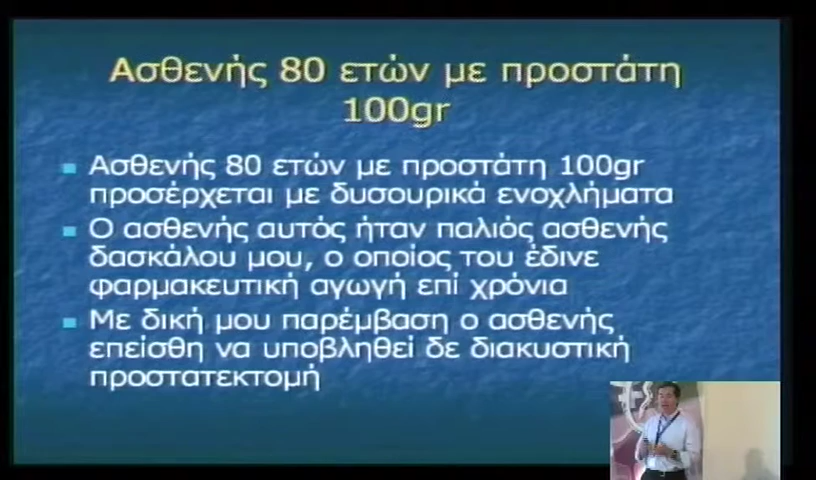 Ασθενής 80 ετών με προστάτη
100gr
Ασθενής 80 ετών με προστάτη 100gr
προσέρχεται με δυσουρικά ενοχλήματα
Ο ασθενής αυτός ήταν παλιός ασθενής
δασκάλου μου, ο οποίος του έδινε
φαρμακευτική αγωγή επί χρόνια
Με δική μου παρέμβαση ο ασθενής
επείσθη να υποβληθεί δε διακυστική
προστατεκτομή